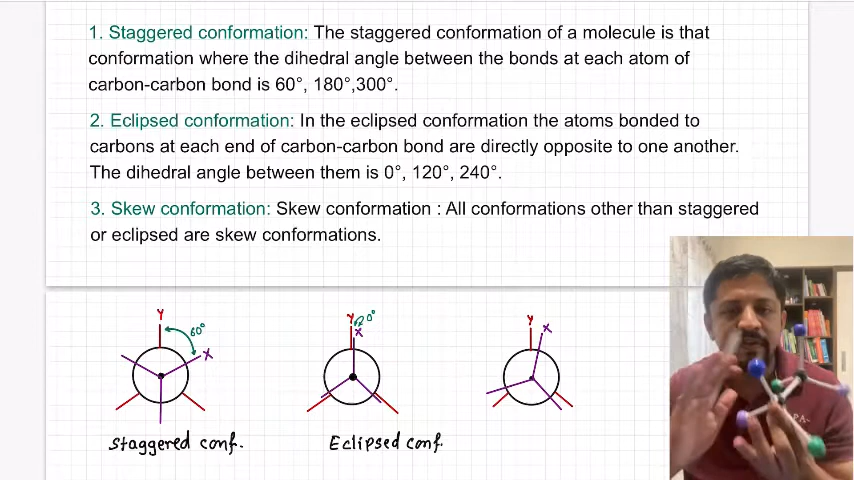 1. Staggered conformation: The staggered conformation of a molecule is that
conformation where the dihedral angle between the bonds at each atom of
carbon-carbon bond is 60°, 180°,300°.
2. Eclipsed conformation: In the eclipsed conformation the atoms bonded to
carbons at each end of carbon-carbon bond are directly opposite to one another.
The dihedral angle between them is 0°, 120°, 240°.
3. Skew conformation: Skew conformation : All conformations other than staggered
or eclipsed are skew conformations.
Y 60° X
Y 0° X
Y X
Staggered conf.
Eclipsed conf.